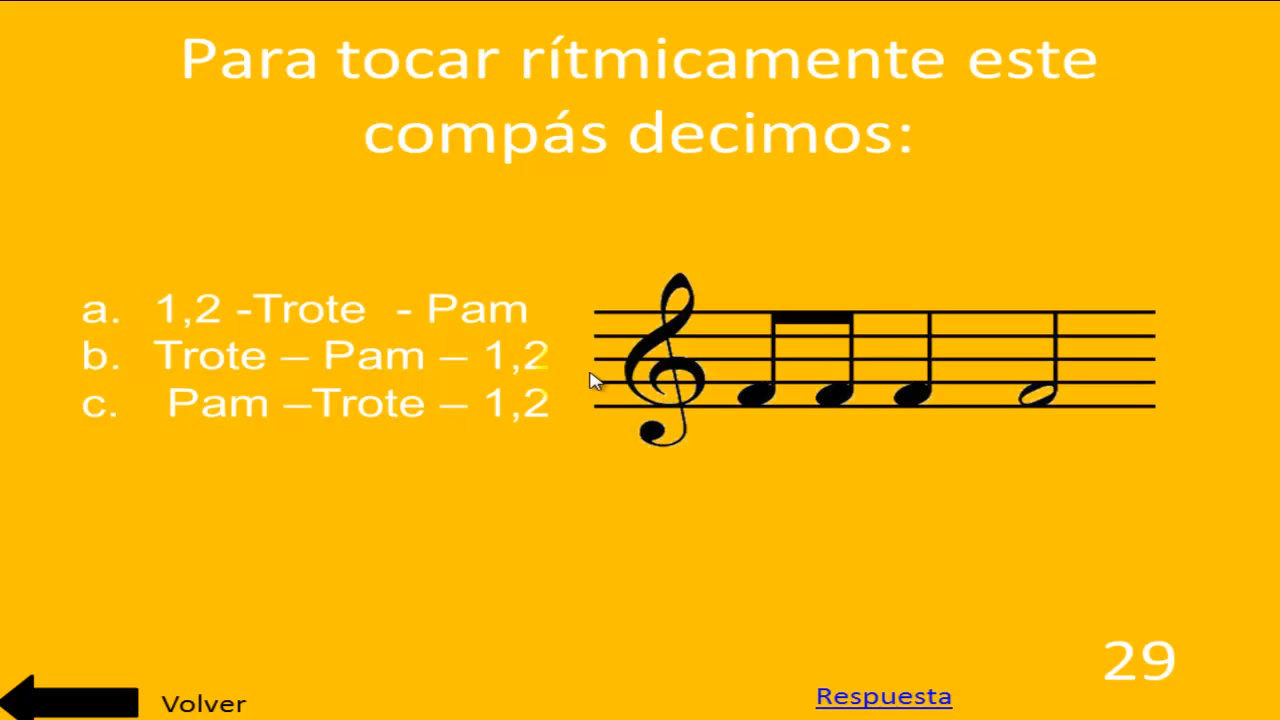 Para tocar rítmicamente este
compás decimos:
a. 1,2 -Trote - Pam
b. Trote – Pam – 1,2
c. Pam –Trote – 1,2
29
Volver
Respuesta